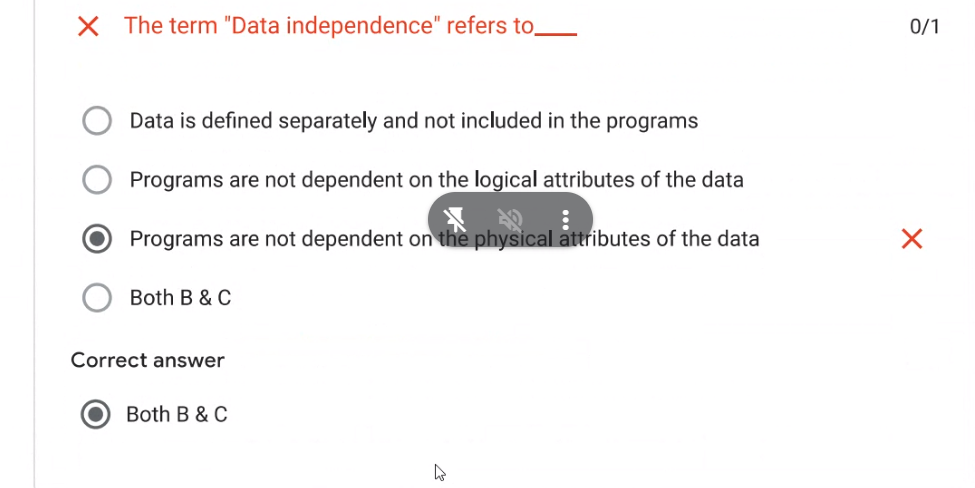 The term "Data independence" refers to____ 0/1
Data is defined separately and not included in the programs
Programs are not dependent on the logical attributes of the data
Programs are not dependent on the physical attributes of the data
Both B & C
Correct answer
Both B & C